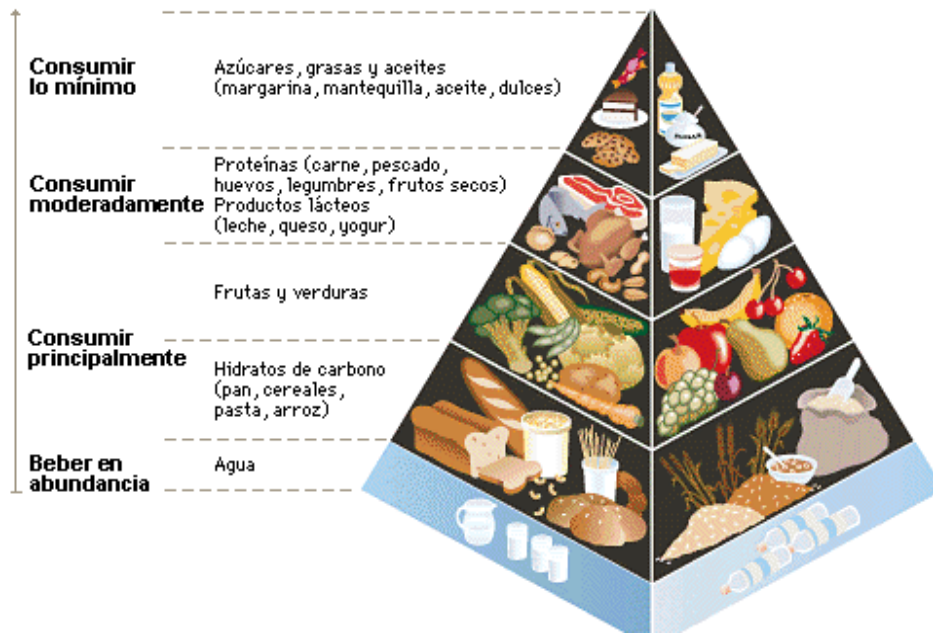 Consumir
lo mínimo
Azúcares, grasas y aceites
(margarina, mantequilla, aceite, dulces)
Consumir
moderadamente
Proteínas (carne, pescado,
huevos, legumbres, frutos secos)
Productos lácteos
(leche, queso, yogur)
Frutas y verduras
Consumir
principalmente
Hidratos de carbono
(pan, cereales,
pasta, arroz)
Beber en
abundancia
Agua